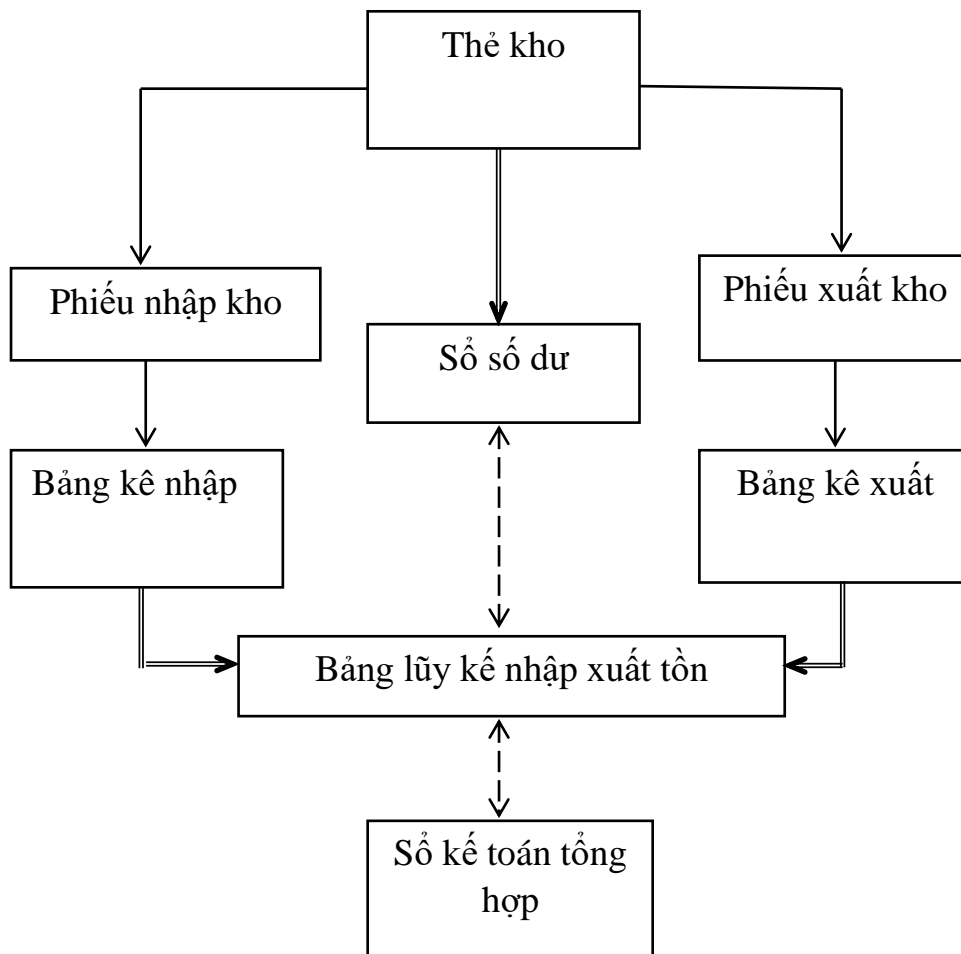 Thẻ kho
Phiếu nhập kho
Phiếu xuất kho
Sổ số dư
Bảng kê nhập
Bảng kê xuất
Bảng lũy kế nhập xuất tồn
Sổ kế toán tổng
hợp